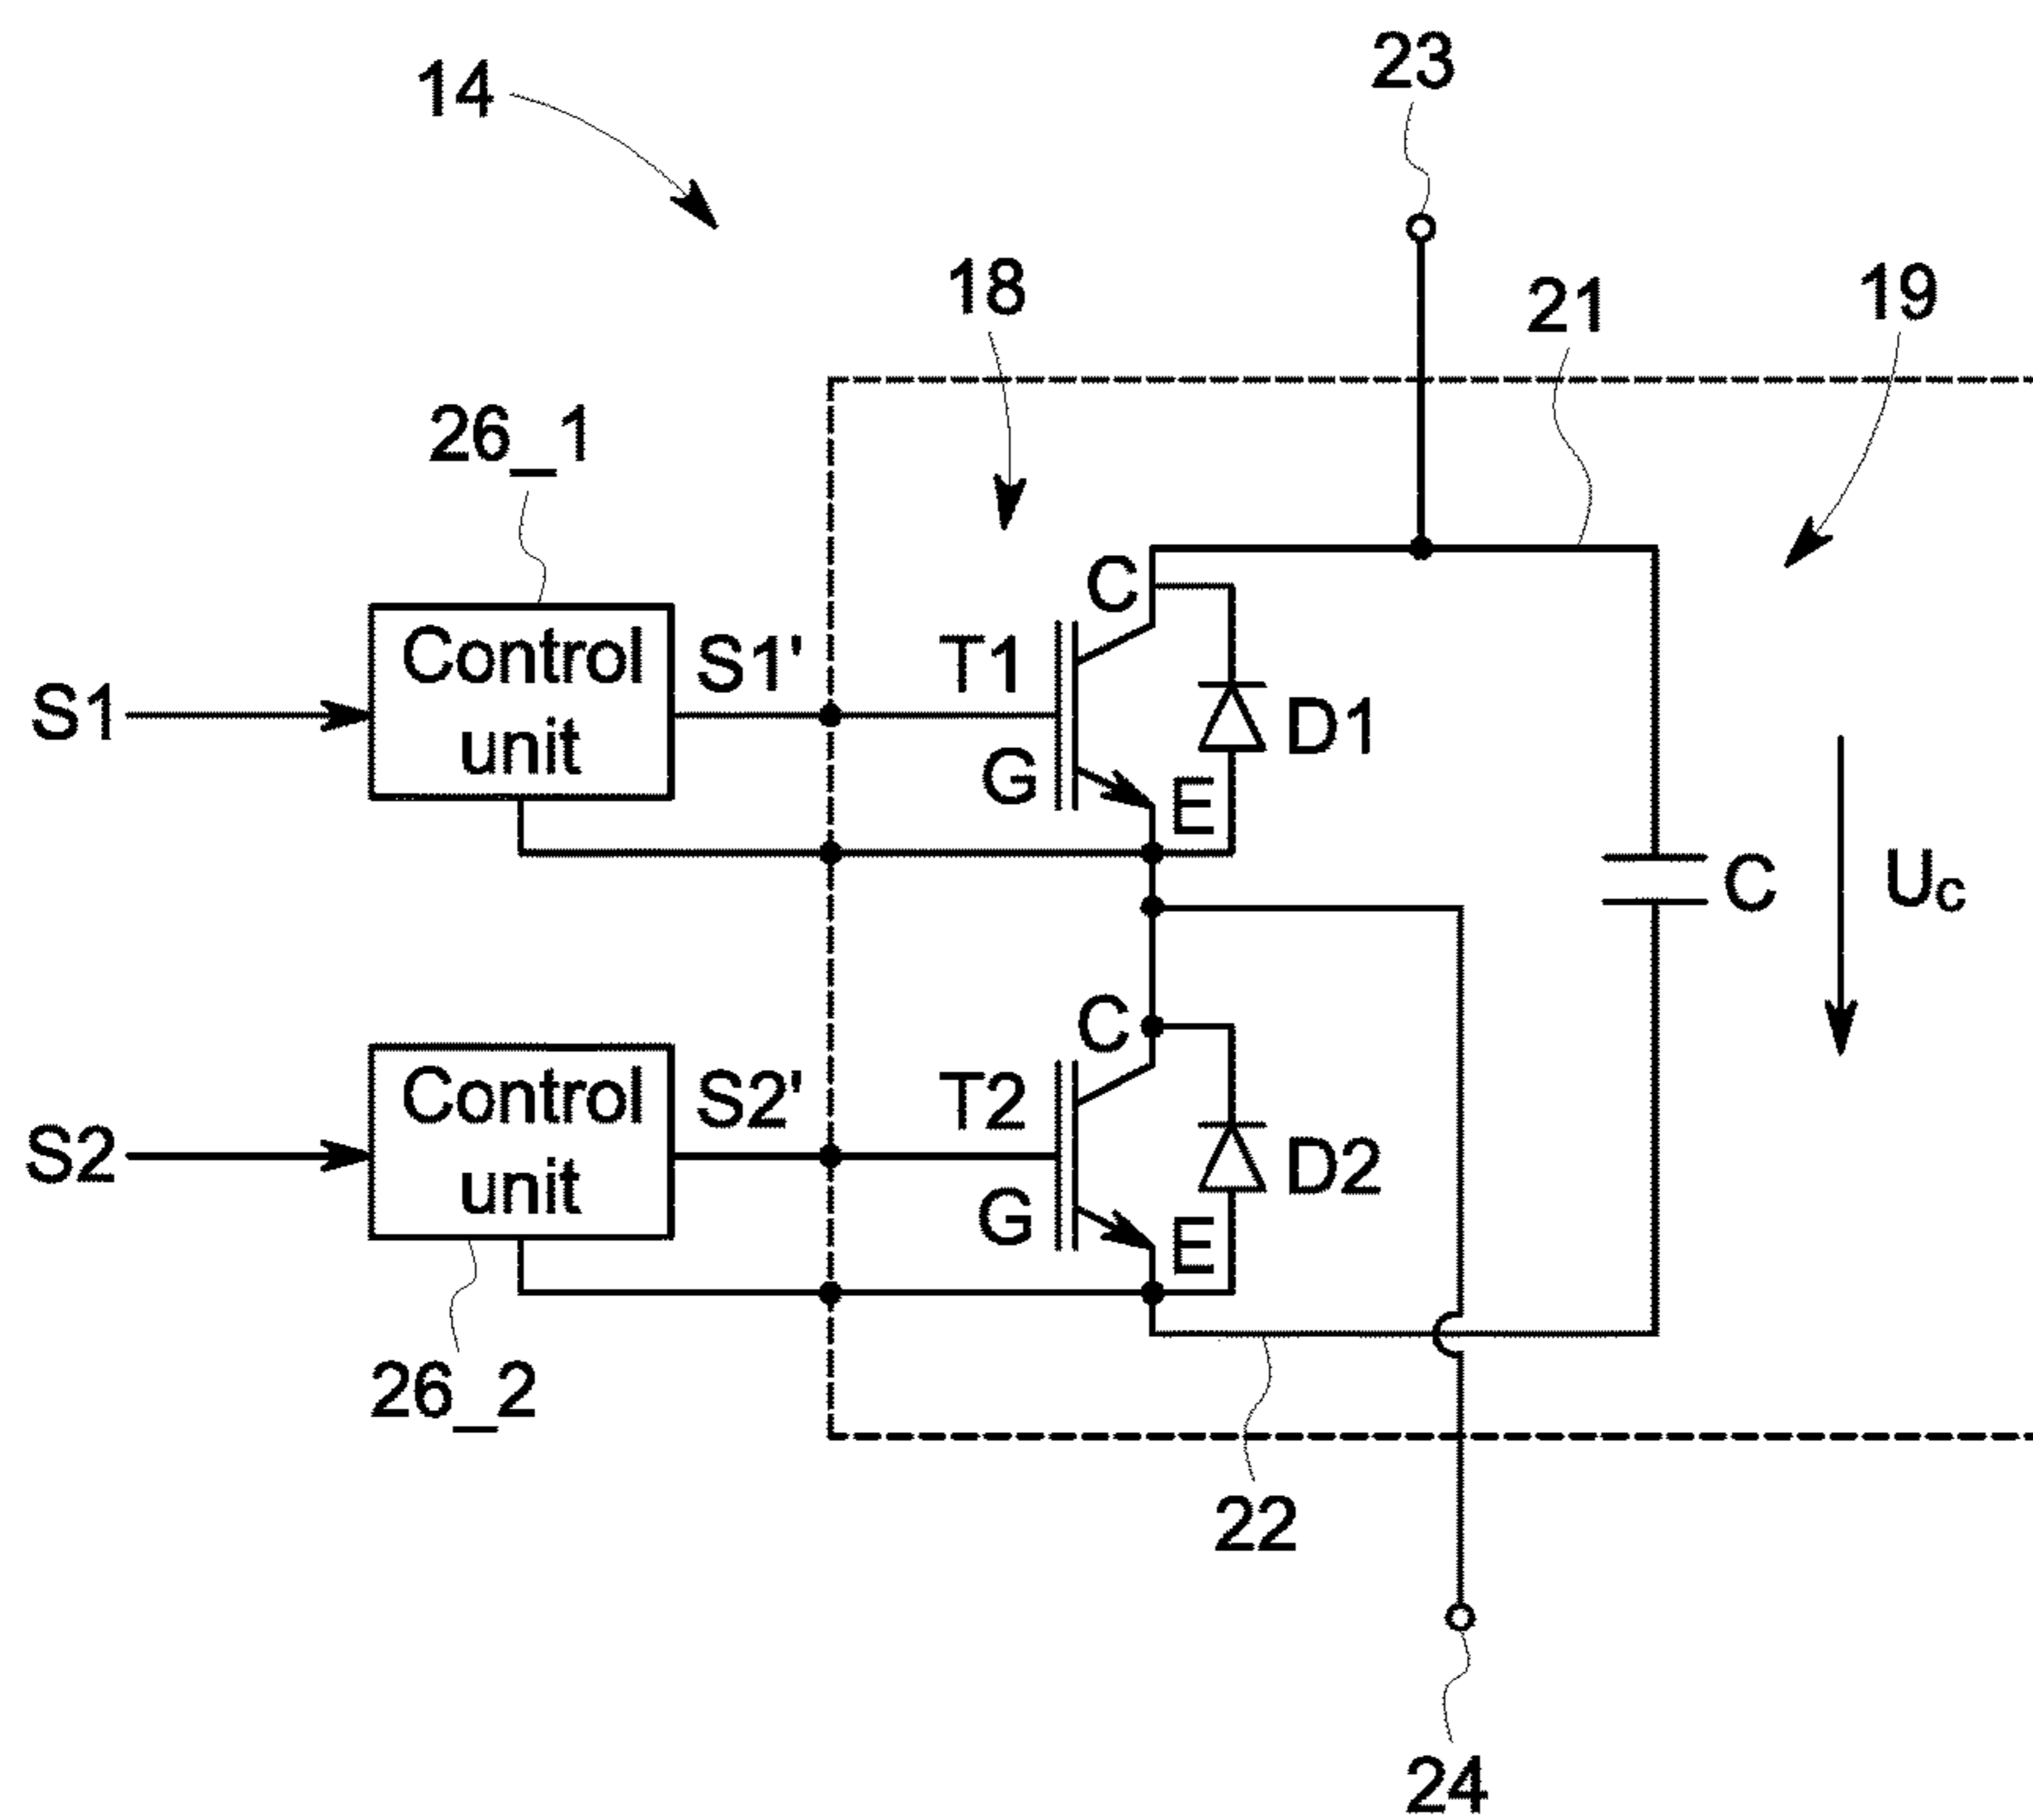 23
14
18
21
19
26_1
C
Control
unit
S1'
T1
S1
D1
G
E
C
Uc
C
Control
unit
S2'
T2
S2
D2
G
E
26_2
22
24